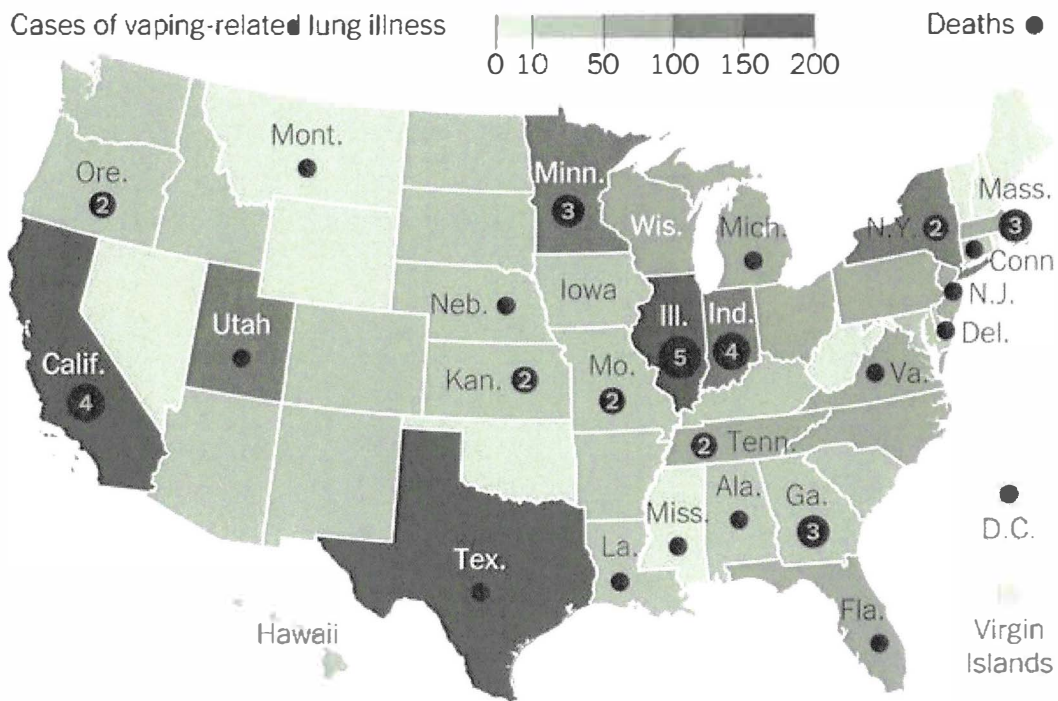 Cases of vaping-related lung illness
0 10 50 100 150 200
Deaths
Mont.
Ore.
2
Minn.
3
Wis.
Mich.
N.Y.
2
Mass.
3
Conn
N.J.
Del.
Neb.
Iowa
Utah
Calif.
4
Kan.
2
Mo.
2
Ill.
5
Ind.
4
Va.
2
Tenn.
Miss.
Ala.
Ga.
3
D.C.
Tex.
La.
Fla.
Hawaii
Virgin
Islands